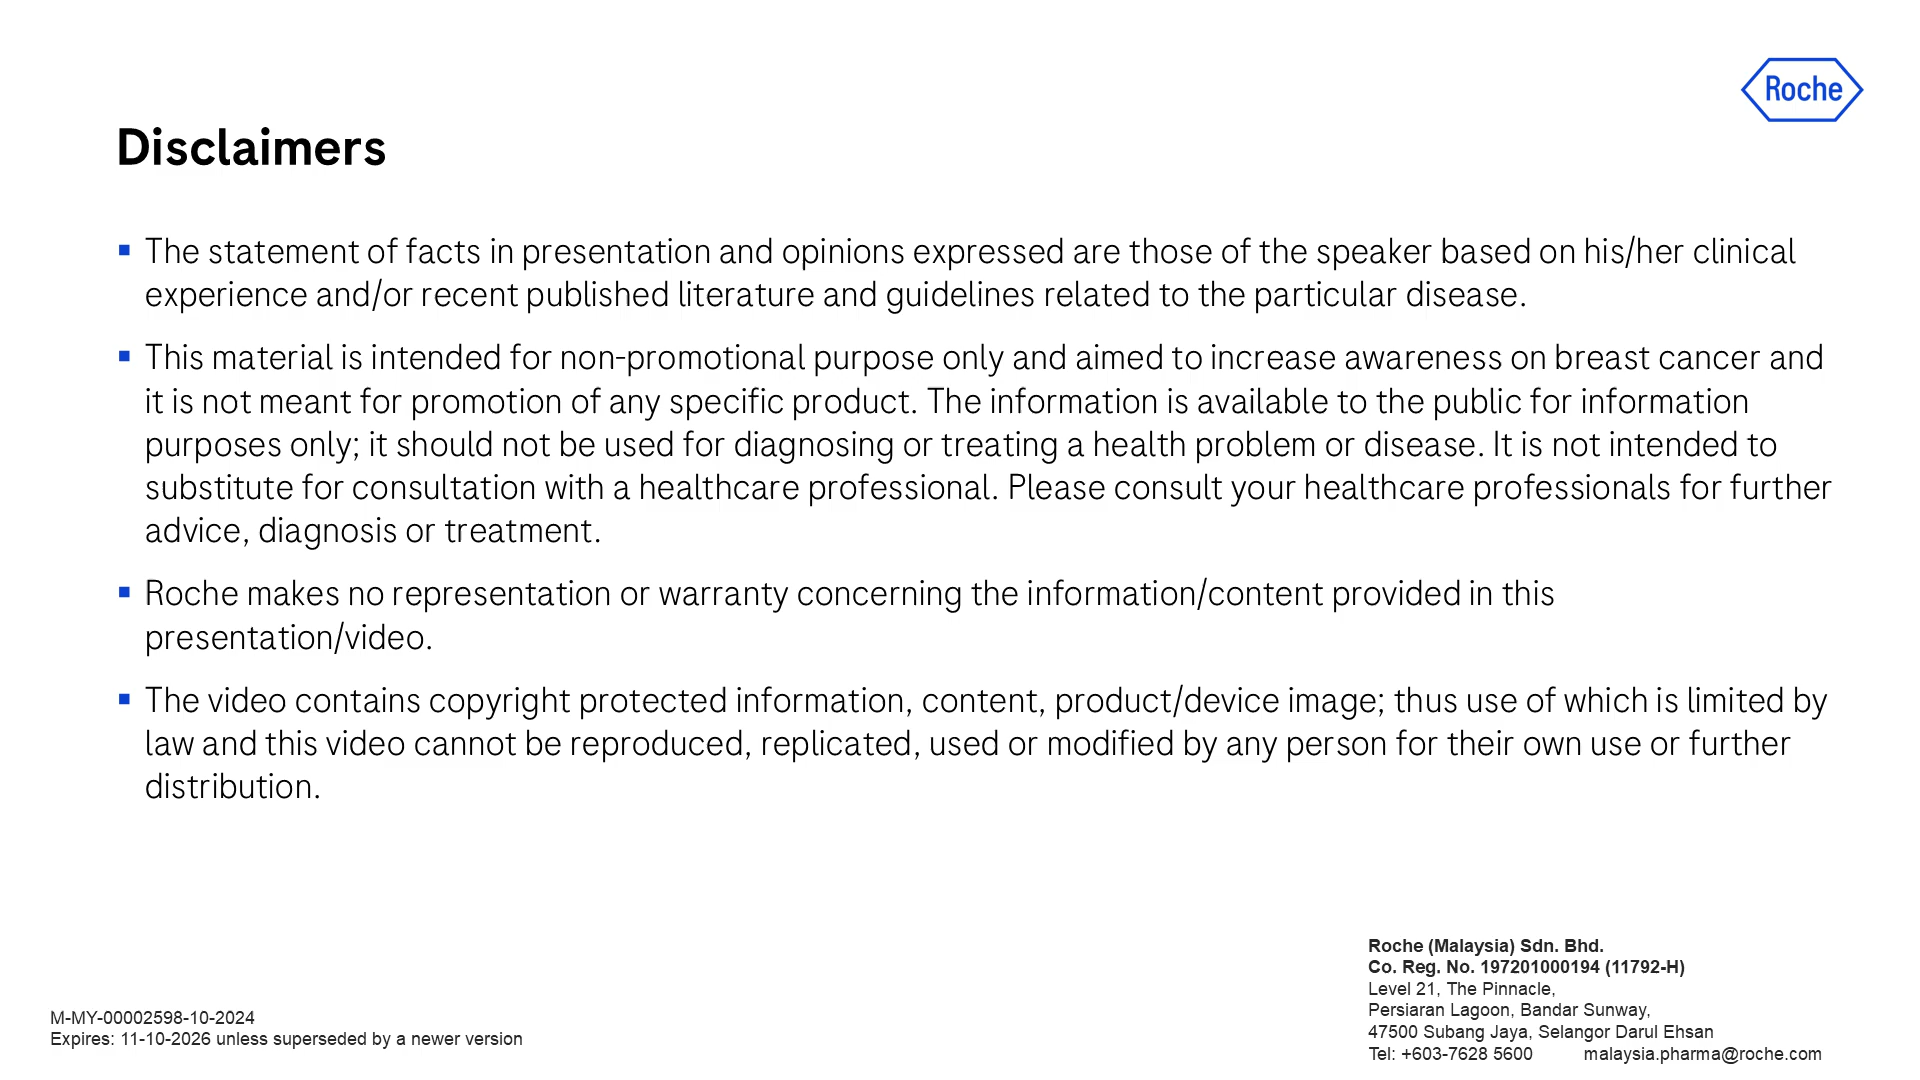 Roche
Disclaimers
▪ The statement of facts in presentation and opinions expressed are those of the speaker based on his/her clinical
experience and/or recent published literature and guidelines related to the particular disease.
▪ This material is intended for non-promotional purpose only and aimed to increase awareness on breast cancer and
it is not meant for promotion of any specific product. The information is available to the public for information
purposes only; it should not be used for diagnosing or treating a health problem or disease. It is not intended to
substitute for consultation with a healthcare professional. Please consult your healthcare professionals for further
advice, diagnosis or treatment.
▪ Roche makes no representation or warranty concerning the information/content provided in this
presentation/video.
▪ The video contains copyright protected information, content, product/device image; thus use of which is limited by
law and this video cannot be reproduced, replicated, used or modified by any person for their own use or further
distribution.
M-MY-00002598-10-2024
Expires: 11-10-2026 unless superseded by a newer version
Roche (Malaysia) Sdn. Bhd.
Co. Reg. No. 197201000194 (11792-H)
Level 21, The Pinnacle,
Persiaran Lagoon, Bandar Sunway,
47500 Subang Jaya, Selangor Darul Ehsan
Tel: +603-7628 5600 malaysia.pharma@roche.com